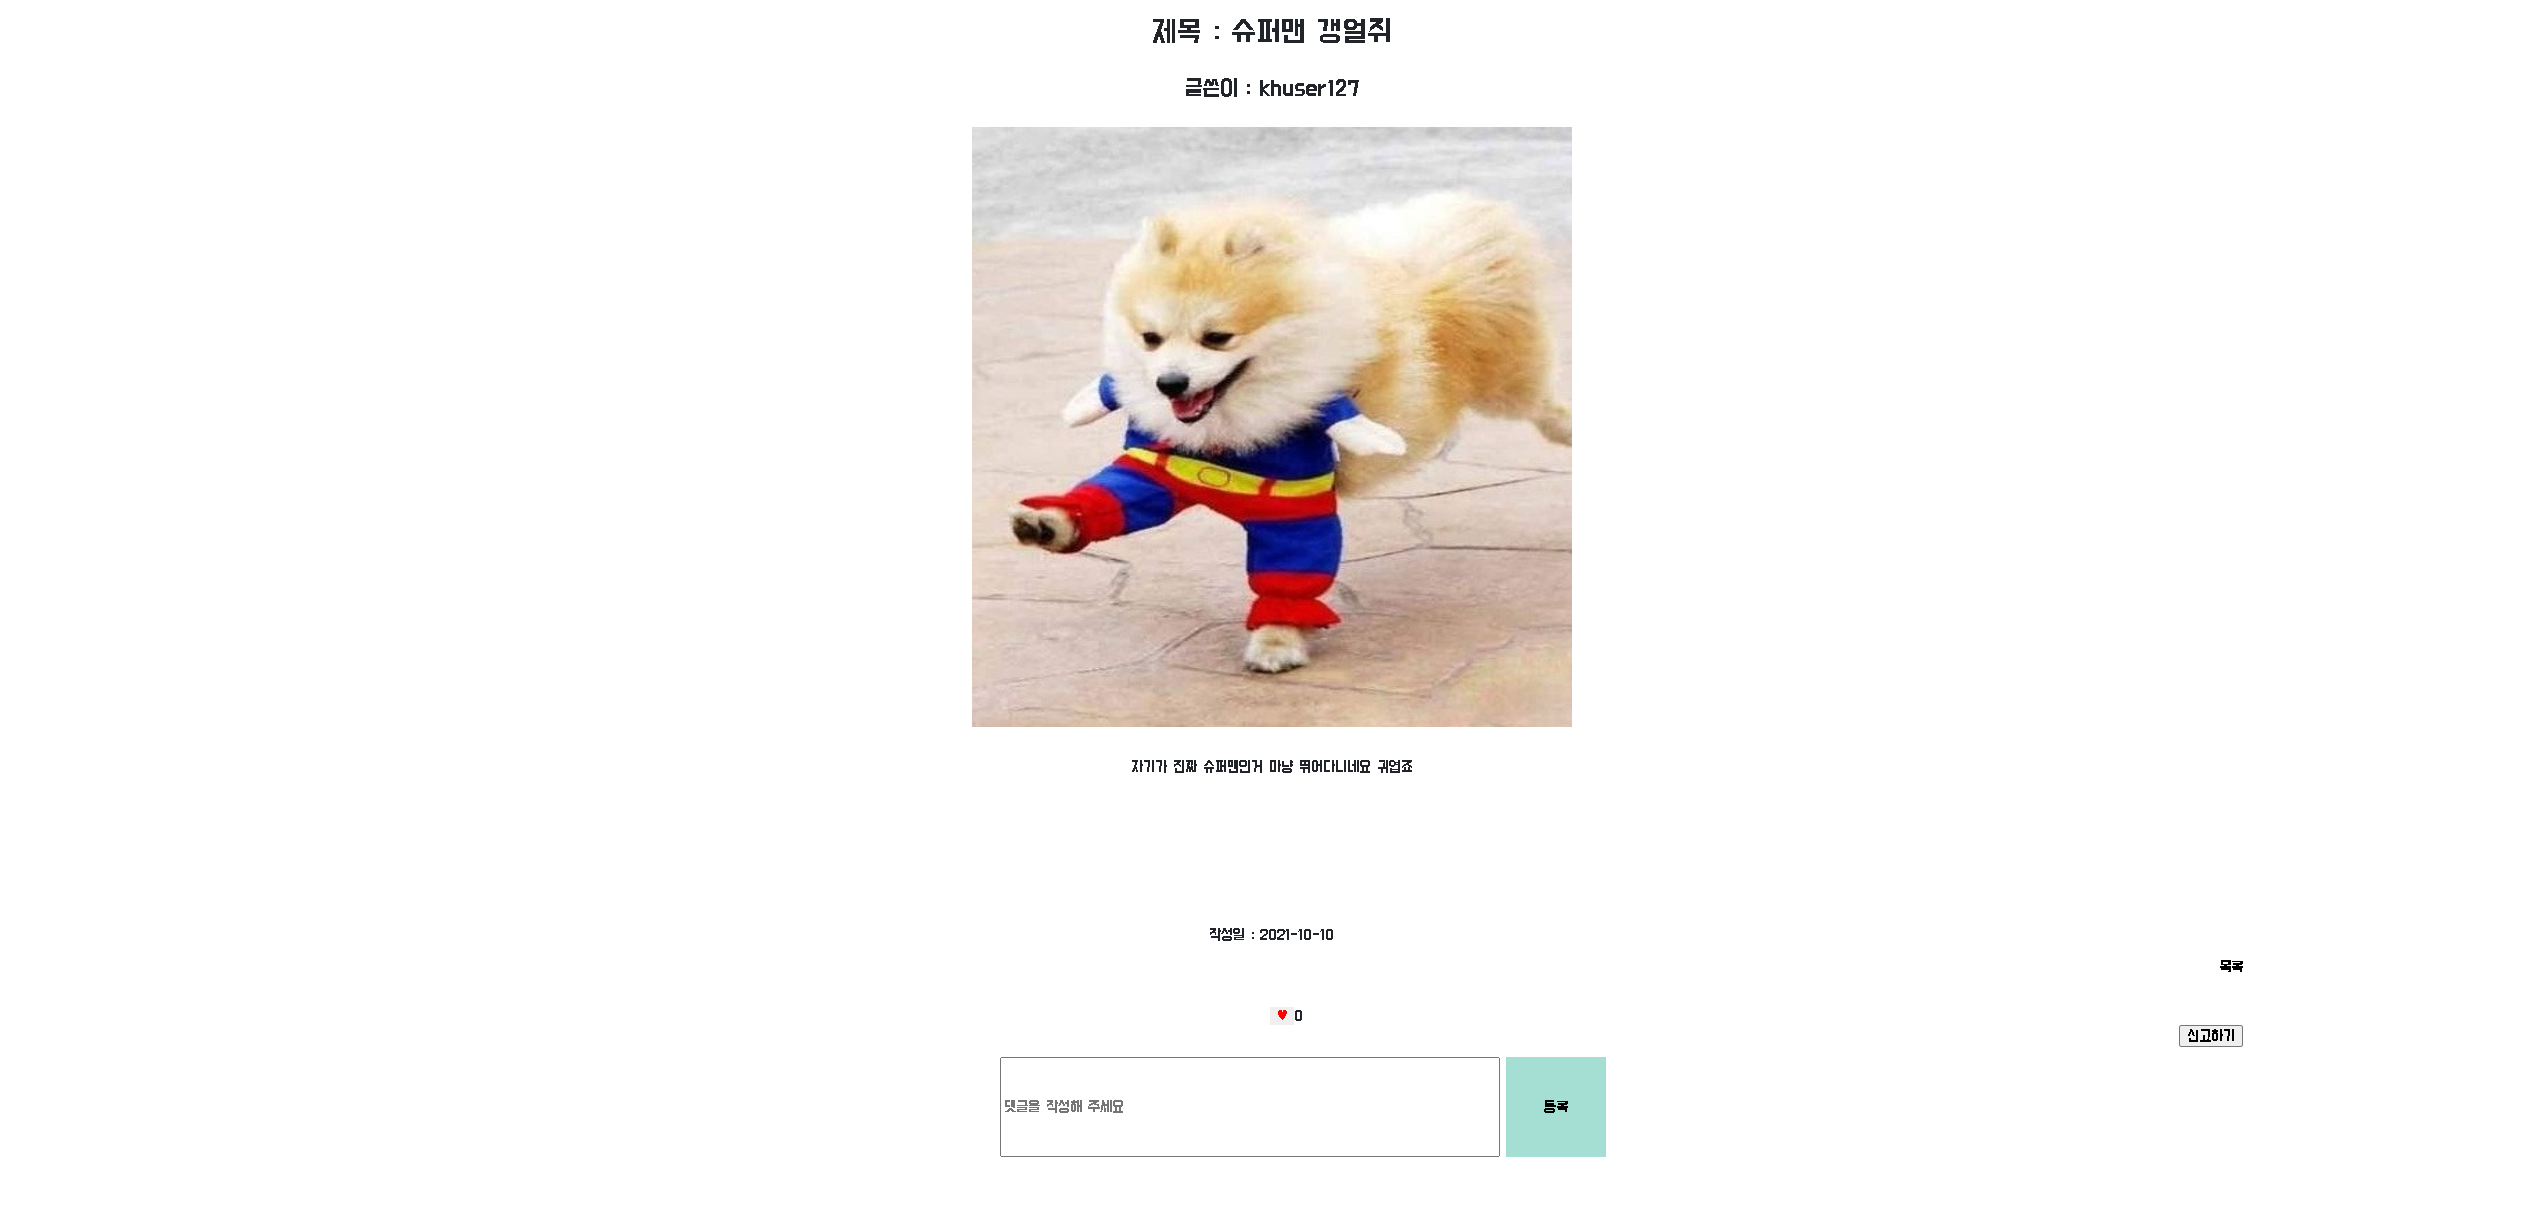 제목 : 슈퍼맨 갱얼쥐
글쓴이 : khuser127
자기가 진짜 슈퍼맨인거 마냥 뛰어다니네요 귀엽죠
작성일 : 2021-10-10
목록
♥ 0
신고하기
댓글을 작성해 주세요
등록